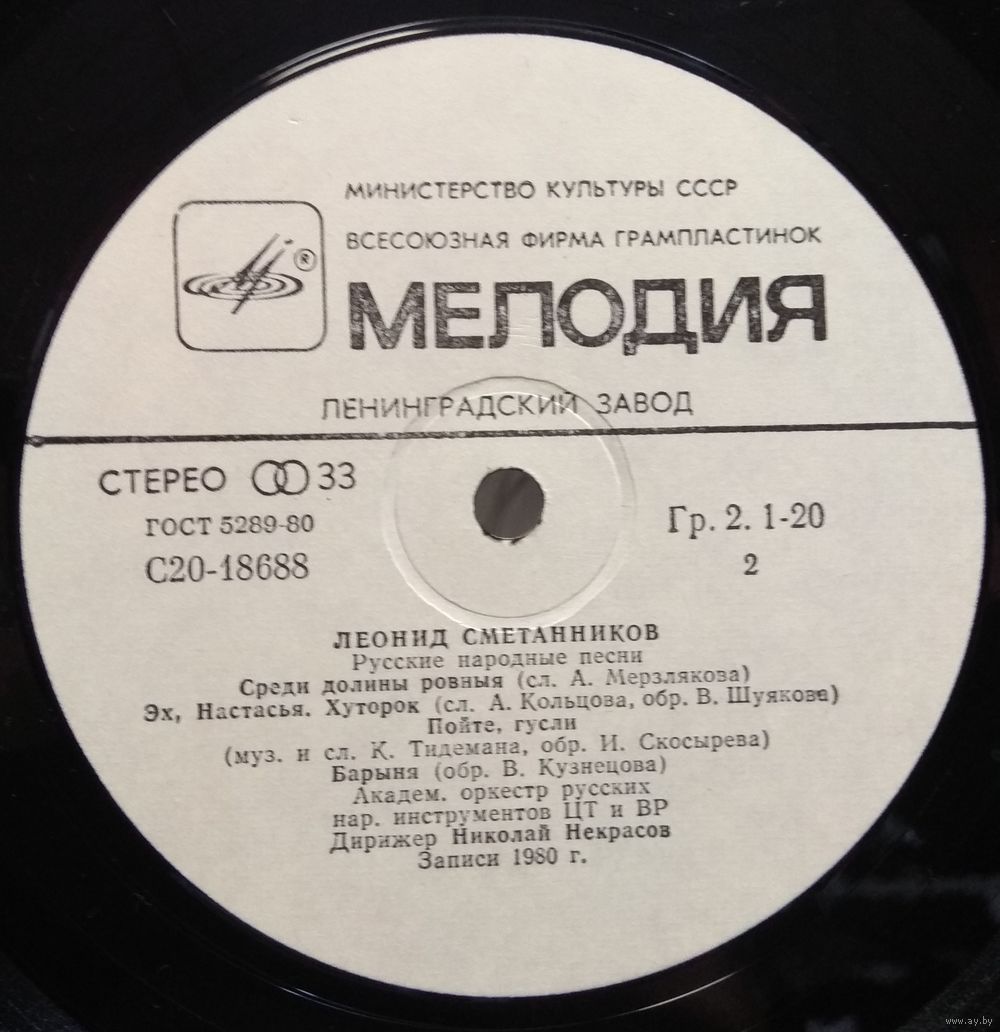 МИНИСТЕРСТВО КУЛЬТУРЫ СССР
ВСЕСОЮЗНАЯ ФИРМА ГРАМПЛАСТИНОК
®
МЕЛОДИЯ
ЛЕНИНГРАДСКИЙ ЗАВОД
СТЕРЕО 33
ГОСТ 5289-80
Гр. 2. 1-20
С20-18688
2
ЛЕОНИД СМЕТАННИКОВ
Русские народные песни
Среди долины ровныя (сл. А. Мерзлякова)
Эх, Настасья. Хуторок (сл. А. Кольцова, обр. В. Шуякова)
Пойте, гусли
(муз. и сл. К. Тидемана, обр. И. Скосырева)
Барыня (обр. В. Кузнецова)
Академ. оркестр русских
нар. инструментов ЦТ и ВР
Дирижер Николай Некрасов
Записи 1980 г.
www.ay.by